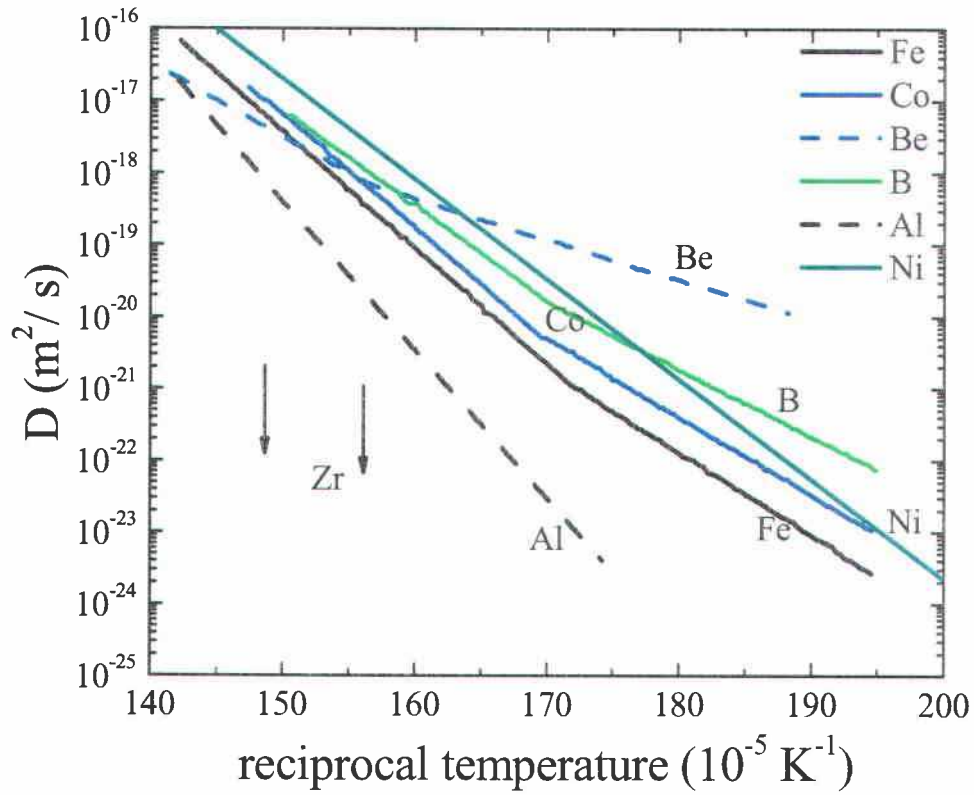 10⁻¹⁶
10⁻¹⁷
10⁻¹⁸
10⁻¹⁹
10⁻²⁰
10⁻²¹
10⁻²²
10⁻²³
10⁻²⁴
10⁻²⁵
D (m²/ s)
Fe
Co
Be
B
Al
Ni
Be
Co
B
Zr
Al
Fe
Ni
140 150 160 170 180 190 200
reciprocal temperature (10⁻⁵ K⁻¹)